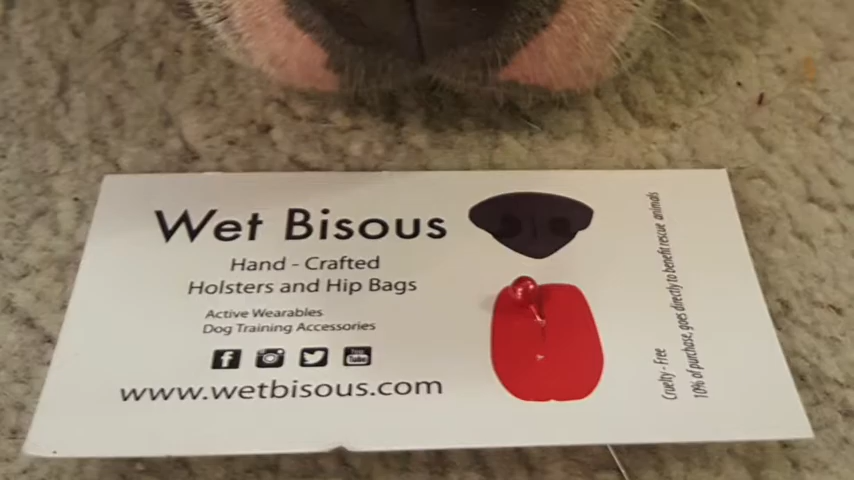 Wet Bisous
Hand - Crafted
Holsters and Hip Bags
Active Wearables
Dog Training Accessories
www.wetbisous.com
Cruelty - Free
10% of purchase, goes directly to benefit rescue animals